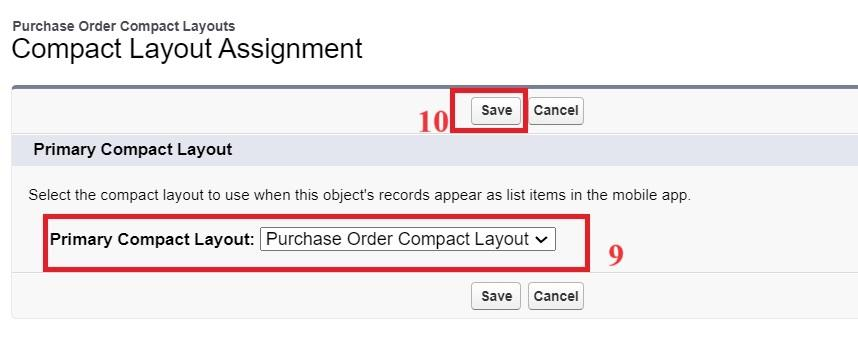 Purchase Order Compact Layouts
Compact Layout Assignment
10 Save Cancel
Primary Compact Layout
Select the compact layout to use when this object's records appear as list items in the mobile app.
Primary Compact Layout: Purchase Order Compact Layout 9
Save Cancel